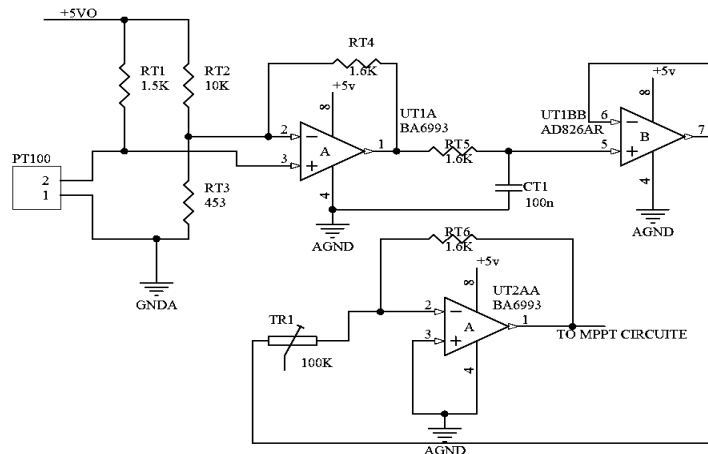 +5VO
RT1
1.5K
RT2
10K
RT4
1.6K
+5v
8
UT1A
BA6993
2
3
A
1
4
AGND
RT5
1.6K
CT1
100n
UT1BB
AD826AR
+5v
8
6
5
B
7
4
AGND
PT100
2
1
RT3
453
GNDA
RT6
1.6K
+5v
8
UT2AA
BA6993
2
3
A
1
4
AGND
TR1
100K
TO MPPT CIRCUITE